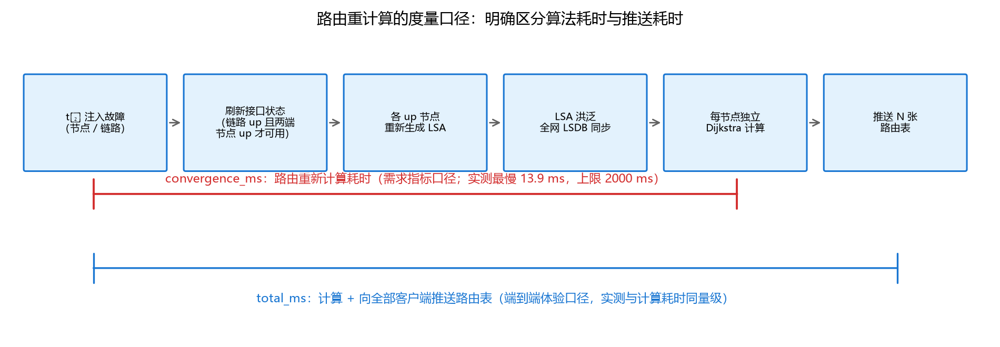 路由重计算的度量口径：明确区分算法耗时与推送耗时
t 注入故障
（节点 / 链路）
刷新接口状态
（链路 up 且两端
节点 up 才可用）
各 up 节点
重新生成 LSA
LSA 洪泛
全网 LSDB 同步
每节点独立
Dijkstra 计算
推送 N 张
路由表
convergence_ms：路由重新计算耗时（需求指标口径；实测最慢 13.9 ms，上限 2000 ms）
total_ms：计算 + 向全部客户端推送路由表（端到端体验口径，实测与计算耗时同量级）